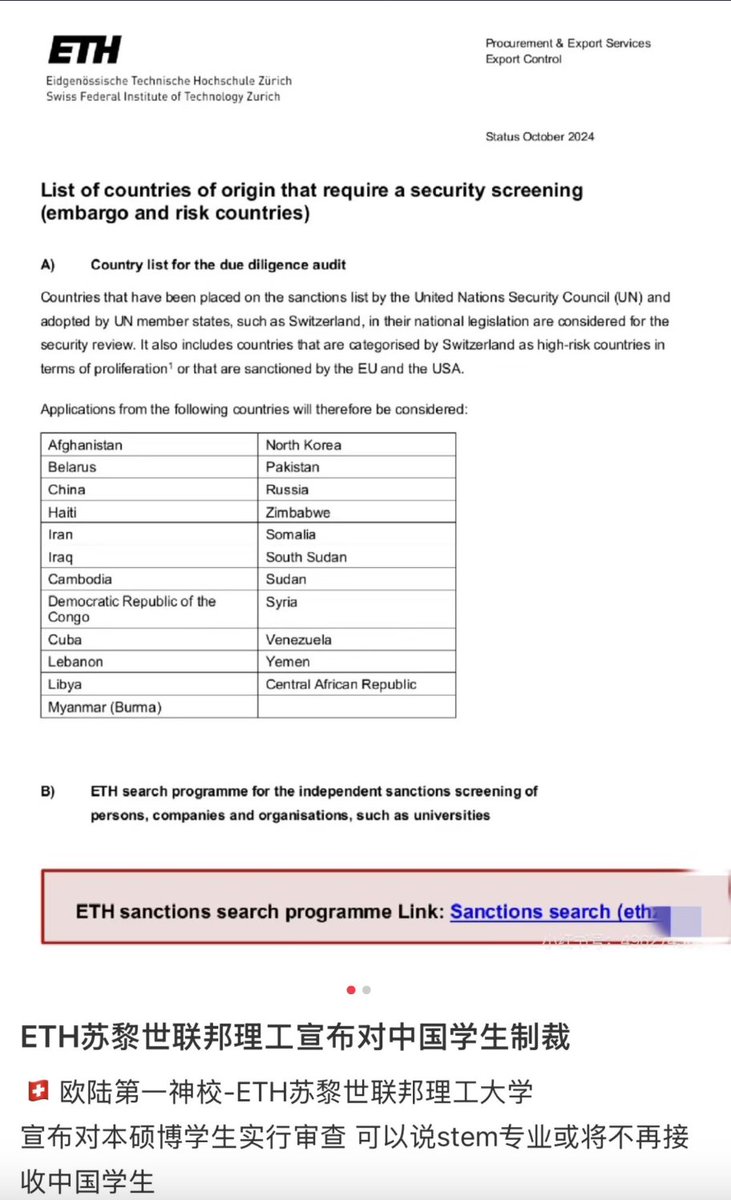 ETH
Eidgenössische Technische Hochschule Zürich
Swiss Federal Institute of Technology Zurich
Procurement & Export Services
Export Control
Status October 2024
List of countries of origin that require a security screening
(embargo and risk countries)
A) Country list for the due diligence audit
Countries that have been placed on the sanctions list by the United Nations Security Council (UN) and
adopted by UN member states, such as Switzerland, in their national legislation are considered for the
security review. It also includes countries that are categorised by Switzerland as high-risk countries in
terms of proliferation¹ or that are sanctioned by the EU and the USA.
Applications from the following countries will therefore be considered:
Afghanistan North Korea
Belarus Pakistan
China Russia
Haiti Zimbabwe
Iran Somalia
Iraq South Sudan
Cambodia Sudan
Democratic Republic of the Syria
Congo
Cuba Venezuela
Lebanon Yemen
Libya Central African Republic
Myanmar (Burma)
B) ETH search programme for the independent sanctions screening of
persons, companies and organisations, such as universities
ETH sanctions search programme Link: Sanctions search (eth
ETH苏黎世联邦理工宣布对中国学生制裁
🇨🇭 欧陆第一神校-ETH苏黎世联邦理工大学
宣布对本硕博学生实行审查 可以说stem专业或将不再接
收中国学生